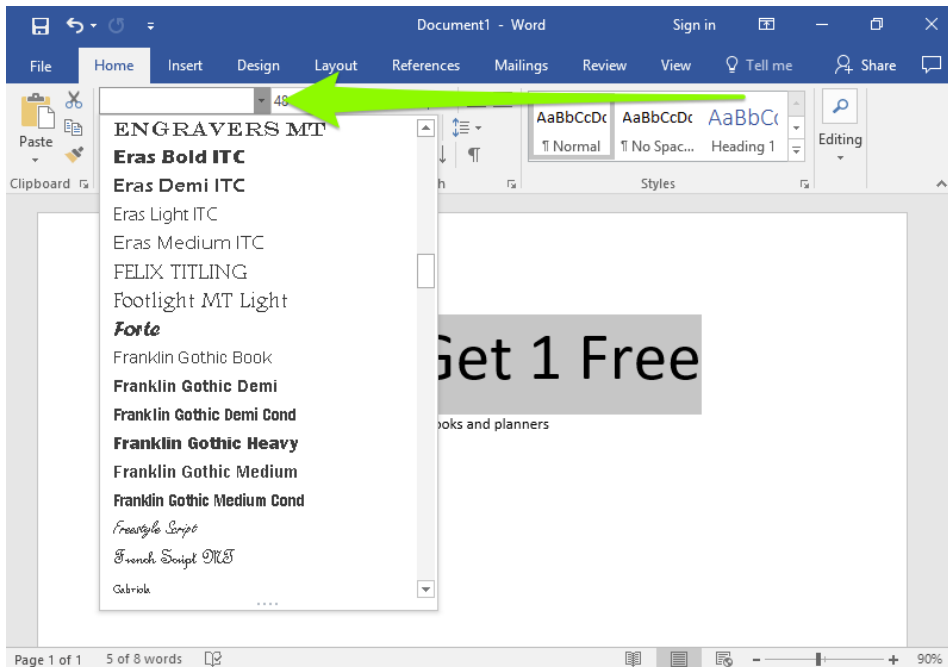 Document1 - Word Sign in
File Home Insert Design Layout References Mailings Review View Tell me Share
48
Paste
Clipboard
AaBbCcDc AaBbCcDc AaBbC
¶ Normal ¶ No Spac... Heading 1
Styles
Editing
ENGRAVERS MT
Eras Bold ITC
Eras Demi ITC
Eras Light ITC
Eras Medium ITC
FELIX TITLING
Footlight MT Light
Forte
Franklin Gothic Book
Franklin Gothic Demi
Franklin Gothic Demi Cond
Franklin Gothic Heavy
Franklin Gothic Medium
Franklin Gothic Medium Cond
Freestyle Script
French Script MT
Gabriola
Get 1 Free
and planners
Page 1 of 1 5 of 8 words 90%